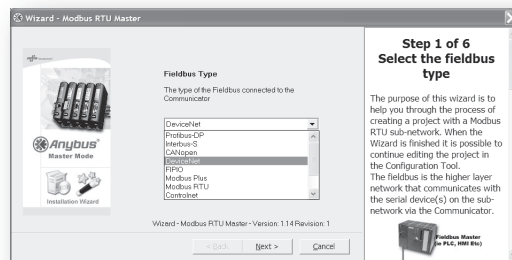 Wizard - Modbus RTU Master
Anybus®
Master Mode
Installation Wizard
Fieldbus Type
The type of the Fieldbus connected to the
Communicator
DeviceNet
Profibus-DP
Interbus-S
CANopen
DeviceNet
FIPIO
Modbus Plus
Modbus RTU
Controlnet
Wizard - Modbus RTU Master - Version: 1.14 Revision: 1
< Back
Next >
Cancel
Step 1 of 6
Select the fieldbus
type
The purpose of this wizard is to
help you through the process of
creating a project with a Modbus
RTU sub-network. When the
Wizard is finished it is possible to
continue editing the project in
the Configuration Tool.
The fieldbus is the higher layer
network that communicates with
the serial device(s) on the sub-
network via the Communicator.
Fieldbus Master
(ie PLC, HMI Etc)